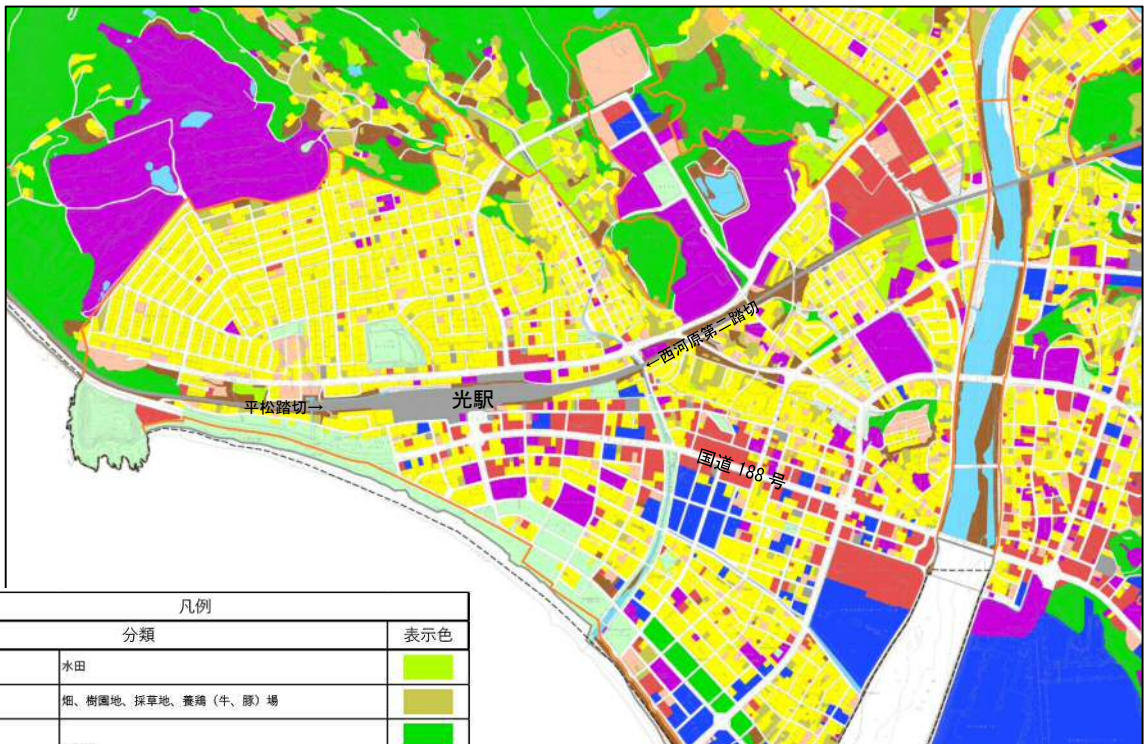 ←西河原第二踏切
光駅
平松踏切→
国道 188 号
凡例
分類
表示色
水田
畑、樹園地、採草地、養鶏（牛、豚）場